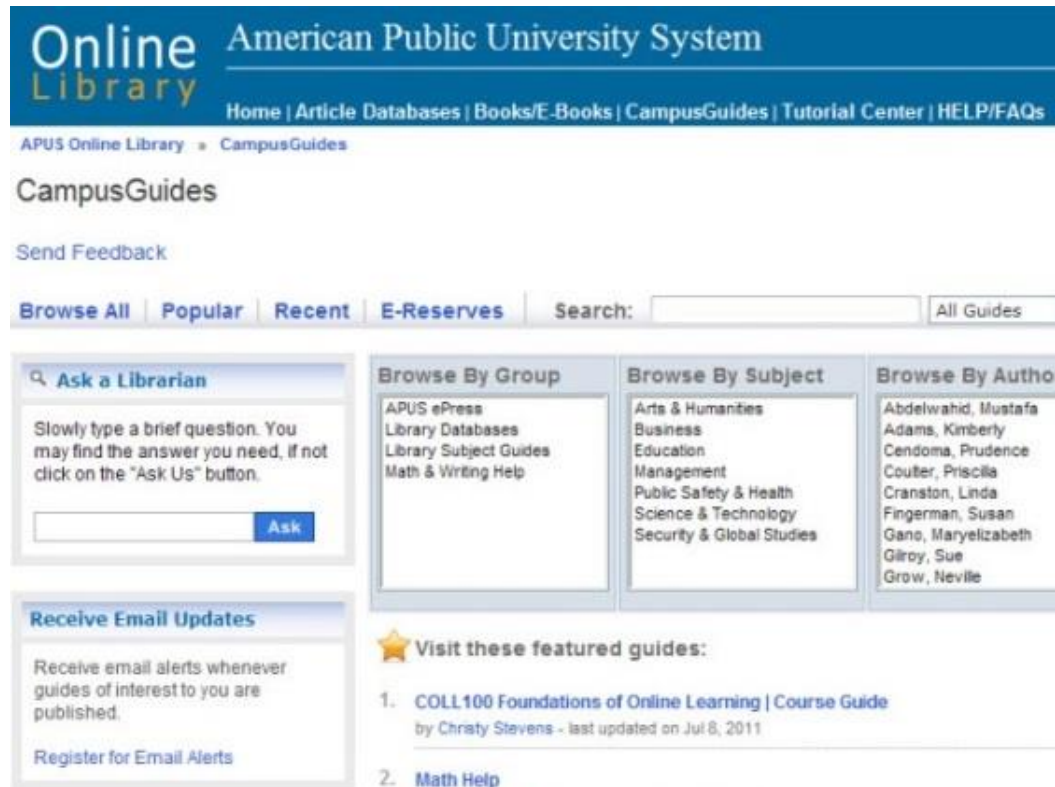 Online
Library
American Public University System
Home | Article Databases | Books/E-Books | CampusGuides | Tutorial Center | HELP/FAQs
APUS Online Library » CampusGuides
CampusGuides
Send Feedback
Browse All | Popular | Recent | E-Reserves
Search:
All Guides
Ask a Librarian
Slowly type a brief question. You
may find the answer you need, if not
click on the "Ask Us" button.
Ask
Receive Email Updates
Receive email alerts whenever
guides of interest to you are
published.
Register for Email Alerts
Browse By Group
APUS ePress
Library Databases
Library Subject Guides
Math & Writing Help
Browse By Subject
Arts & Humanities
Business
Education
Management
Public Safety & Health
Science & Technology
Security & Global Studies
Browse By Autho
Abdelwahid, Mustafa
Adams, Kimberly
Cendoma, Prudence
Coulter, Priscilla
Cranston, Linda
Fingerman, Susan
Gano, Maryelizabeth
Gilroy, Sue
Grow, Neville
Visit these featured guides:
1. COLL100 Foundations of Online Learning | Course Guide
by Christy Stevens - last updated on Jul 8, 2011
2. Math Help